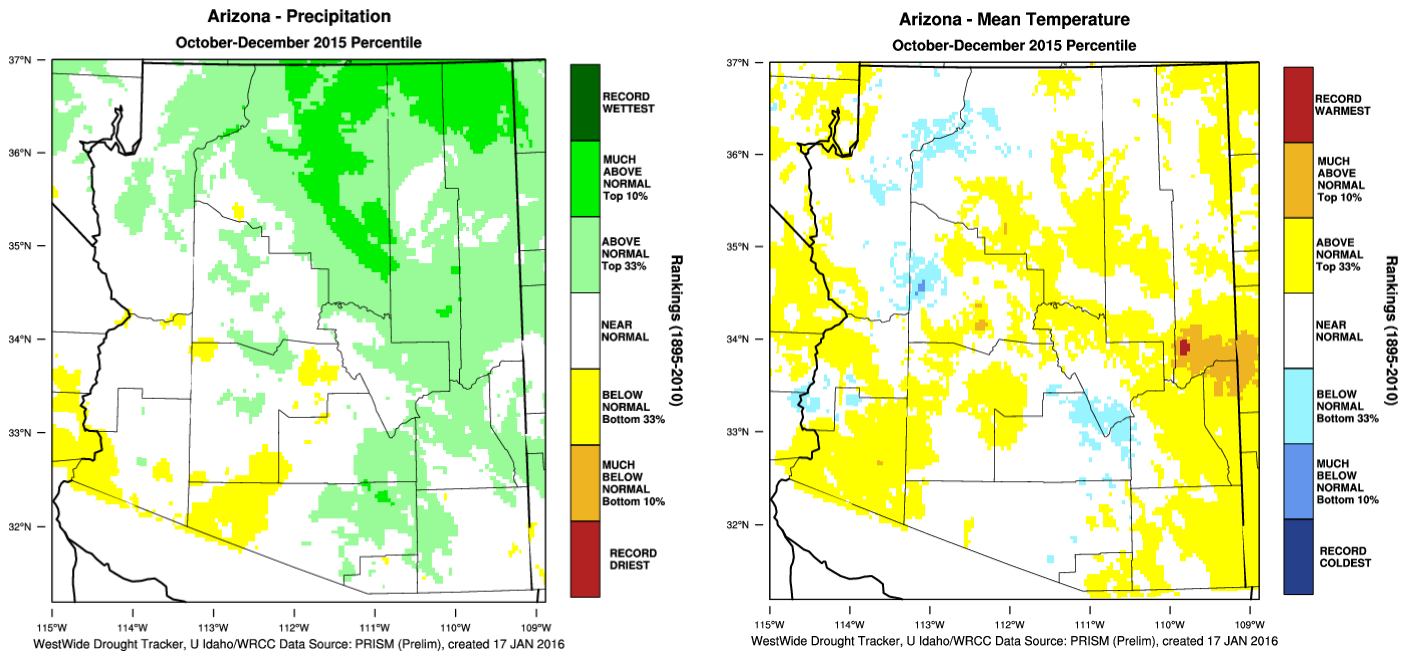 Arizona - Precipitation
October-December 2015 Percentile
37°N
36°N
35°N
34°N
33°N
32°N
115°W
114°W
113°W
112°W
111°W
110°W
109°W
RECORD
WETTEST
MUCH
ABOVE
NORMAL
Top 10%
ABOVE
NORMAL
Top 33%
NEAR
NORMAL
BELOW
NORMAL
Bottom 33%
MUCH
BELOW
NORMAL
Bottom 10%
RECORD
DRIEST
Rankings (1895-2010)
WestWide Drought Tracker, U Idaho/WRCC Data Source: PRISM (Prelim), created 17 JAN 2016
Arizona - Mean Temperature
October-December 2015 Percentile
37°N
36°N
35°N
34°N
33°N
32°N
115°W
114°W
113°W
112°W
111°W
110°W
109°W
RECORD
WARMEST
MUCH
ABOVE
NORMAL
Top 10%
ABOVE
NORMAL
Top 33%
NEAR
NORMAL
BELOW
NORMAL
Bottom 33%
MUCH
BELOW
NORMAL
Bottom 10%
RECORD
COLDEST
Rankings (1895-2010)
WestWide Drought Tracker, U Idaho/WRCC Data Source: PRISM (Prelim), created 17 JAN 2016